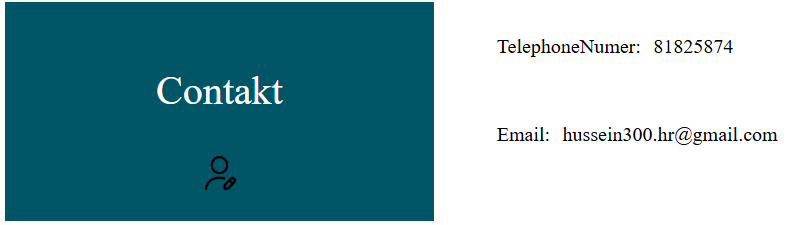 Contakt
TelephoneNumer: 81825874
Email: hussein300.hr@gmail.com